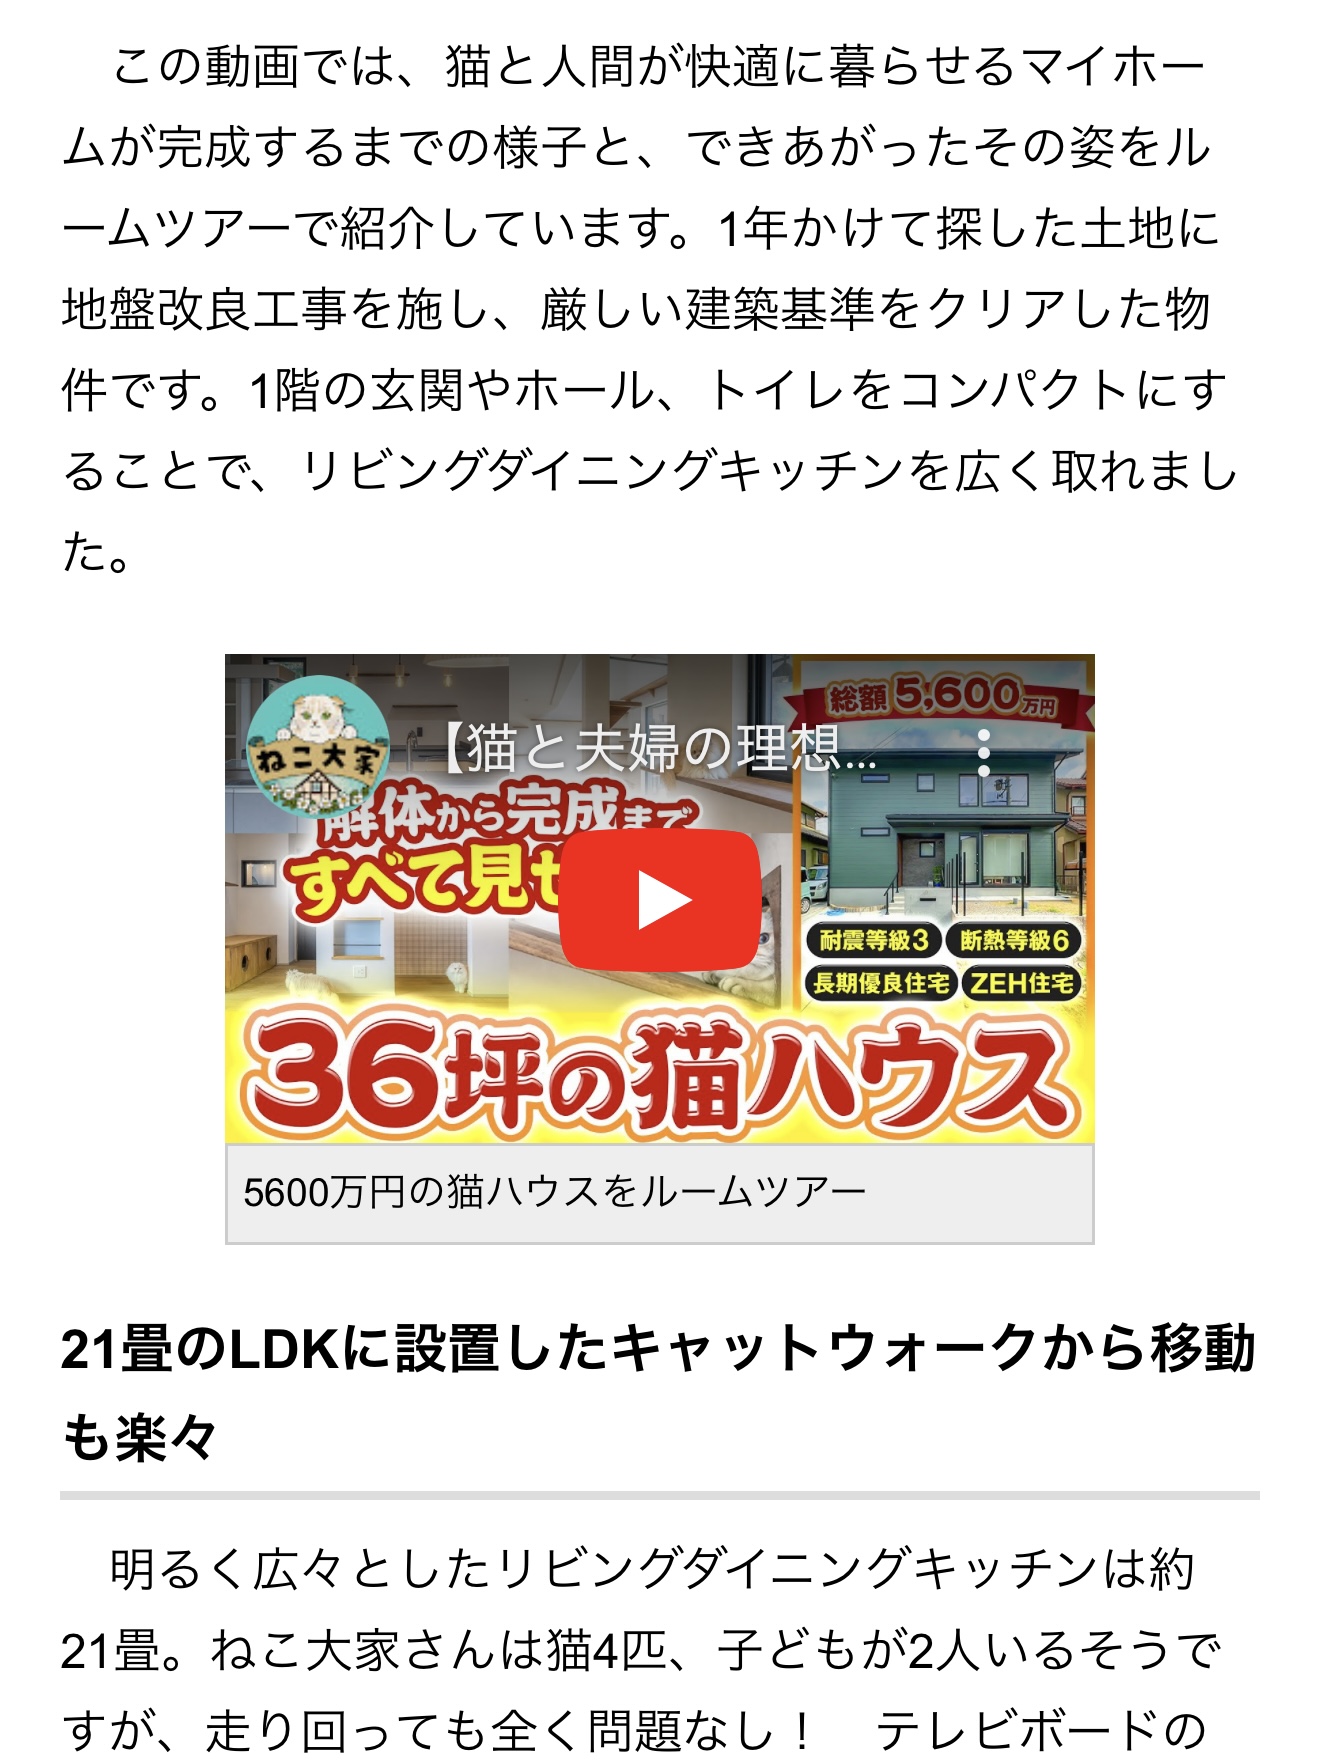 この動画では、猫と人間が快適に暮らせるマイホー
ムが完成するまでの様子と、できあがったその姿をル
ームツアーで紹介しています。1年かけて探した土地に
地盤改良工事を施し、厳しい建築基準をクリアした物
件です。1階の玄関やホール、トイレをコンパクトにす
ることで、リビングダイニングキッチンを広く取れまし
た。
総額5,600万円
ねこ大家
【猫と夫婦の理想...
解体から完成まで
すべて見せ
耐震等級3
断熱等級6
長期優良住宅
ZEH住宅
36坪の猫ハウス
5600万円の猫ハウスをルームツアー
21畳のLDKに設置したキャットウォークから移動
も楽々
明るく広々としたリビングダイニングキッチンは約
21畳。ねこ大家さんは猫4匹、子どもが2人いるそうで
すが、走り回っても全く問題なし！　テレビボードの